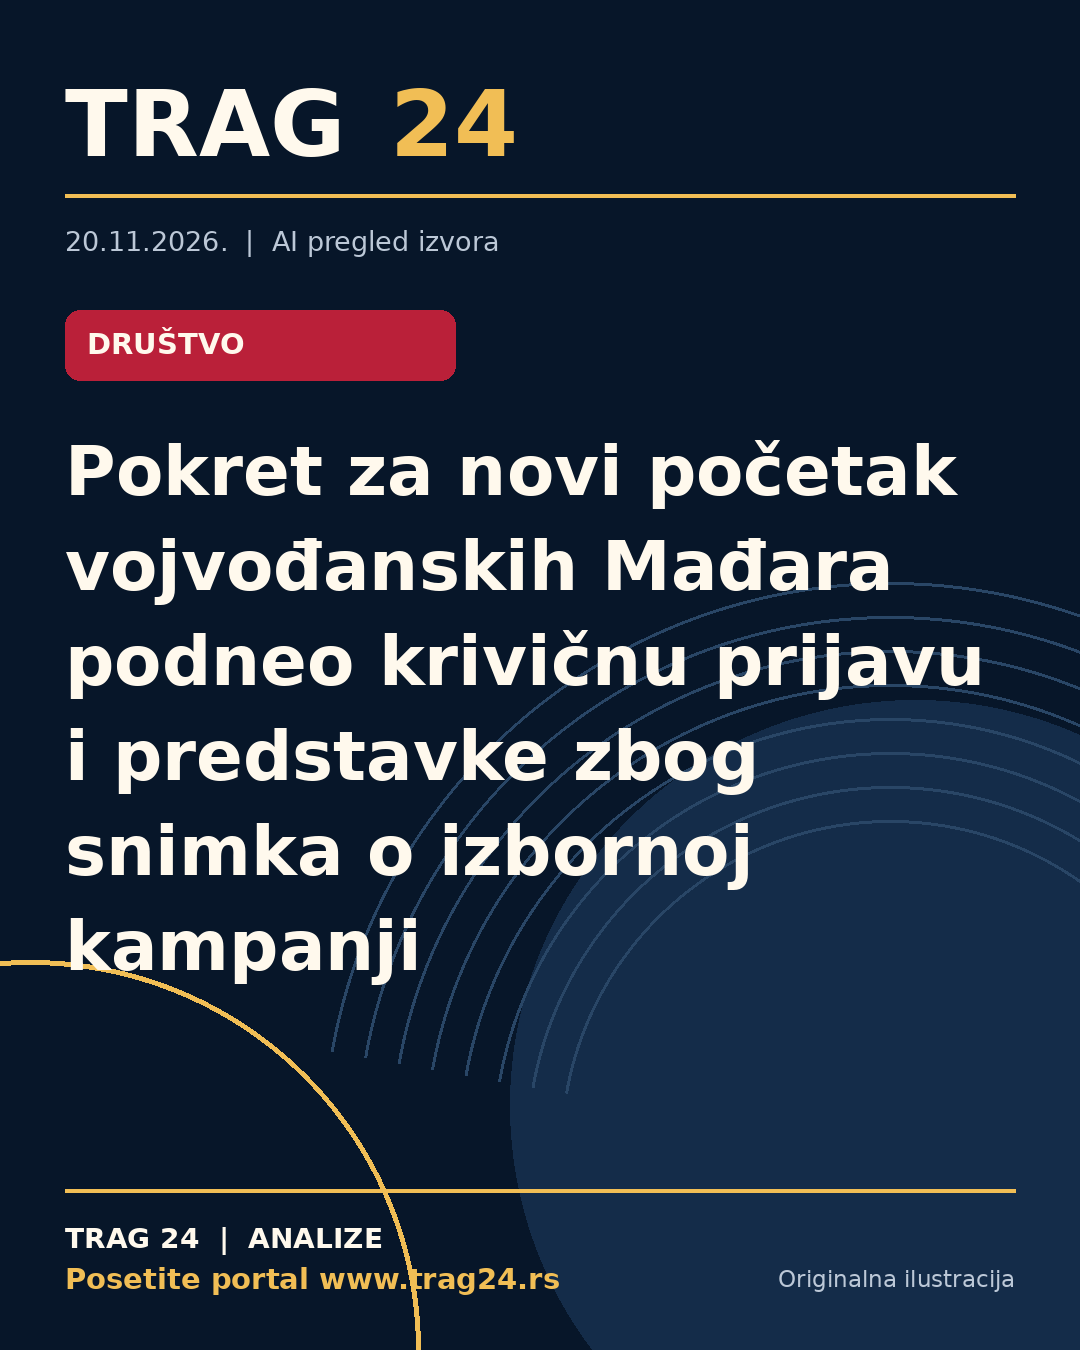 TRAG 24
20.11.2026. | AI pregled izvora
DRUŠTVO
Pokret za novi početak
vojvođanskih Mađara
podneo krivičnu prijavu
i predstavke zbog
snimka o izbornoj
kampanji
TRAG 24 | ANALIZE
Posetite portal www.trag24.rs
Originalna ilustracija